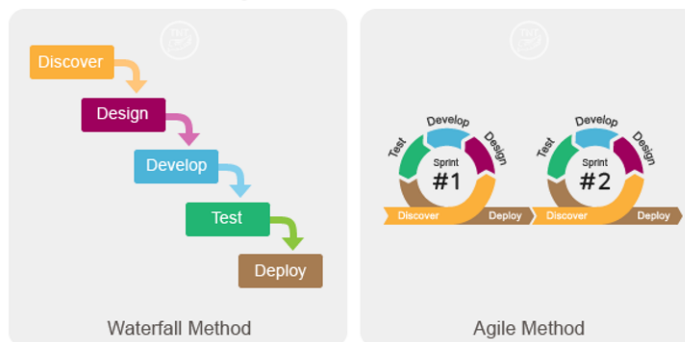 Discover
Design
Develop
Test
Deploy
Waterfall Method
Test
Develop
Design
Sprint
#1
Discover
Deploy
Test
Develop
Design
Sprint
#2
Discover
Deploy
Agile Method